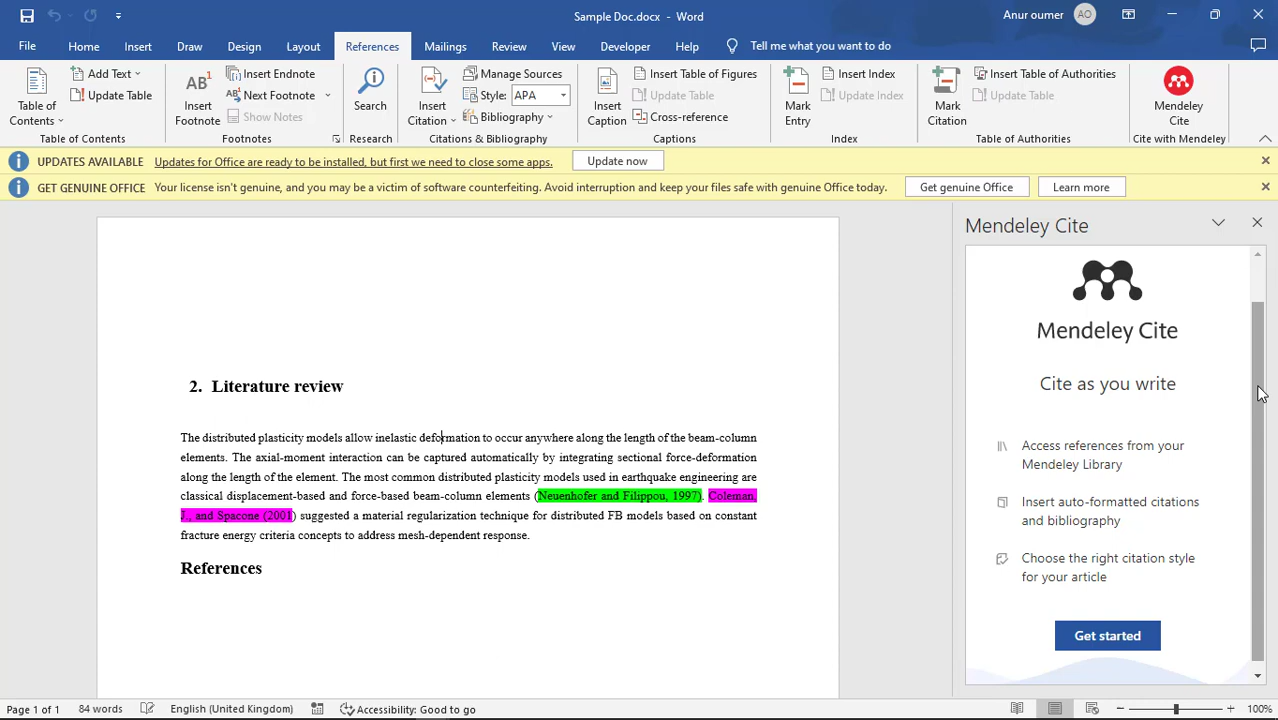 Sample Doc.docx - Word
Anur oumer AO
File Home Insert Draw Design Layout References Mailings Review View Developer Help Tell me what you want to do
Table of Contents
Add Text
Update Table
Table of Contents
AB1
Insert Footnote
Insert Endnote
Next Footnote
Show Notes
Footnotes
Search
Research
Insert Citation
Manage Sources
Style: APA
Bibliography
Citations & Bibliography
Insert Caption
Insert Table of Figures
Update Table
Cross-reference
Captions
Mark Entry
Insert Index
Update Index
Index
Mark Citation
Insert Table of Authorities
Update Table
Table of Authorities
Mendeley Cite
Cite with Mendeley
UPDATES AVAILABLE Updates for Office are ready to be installed, but first we need to close some apps. Update now
GET GENUINE OFFICE Your license isn't genuine, and you may be a victim of software counterfeiting. Avoid interruption and keep your files safe with genuine Office today. Get genuine Office Learn more
2. Literature review
The distributed plasticity models allow inelastic deformation to occur anywhere along the length of the beam-column
elements. The axial-moment interaction can be captured automatically by integrating sectional force-deformation
along the length of the element. The most common distributed plasticity models used in earthquake engineering are
classical displacement-based and force-based beam-column elements (Neuenhofer and Filippou, 1997). Coleman,
J., and Spacone (2001) suggested a material regularization technique for distributed FB models based on constant
fracture energy criteria concepts to address mesh-dependent response.
References
Mendeley Cite
Mendeley Cite
Cite as you write
Access references from your
Mendeley Library
Insert auto-formatted citations
and bibliography
Choose the right citation style
for your article
Get started
Page 1 of 1 84 words English (United Kingdom) Accessibility: Good to go 100%